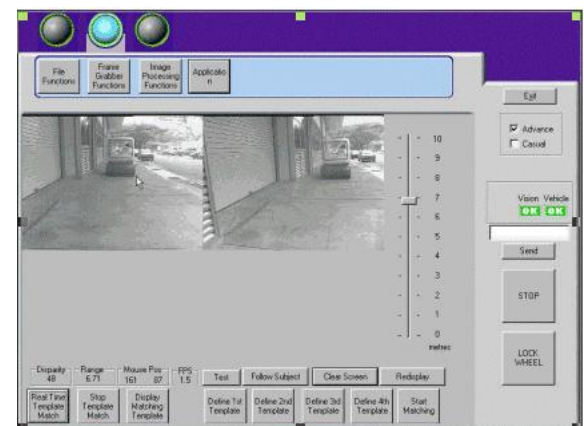 File Functions
Frame Grabber Functions
Image Processing Functions
Applicatio n
Exit
Advance
Casual
Vision Vehicle
OK OK
Send
STOP
LOCK WHEEL
10
9
8
7
6
5
4
3
2
1
0
metres
Disparity Range Mouse Pos FPS
48 6.71 161 87 1.5
Test Follow Subject Clear Screen Redisplay
Real Time Template Match
Stop Template Match
Display Matching Template
Define 1st Template
Define 2nd Template
Define 3rd Template
Define 4th Template
Start Matching